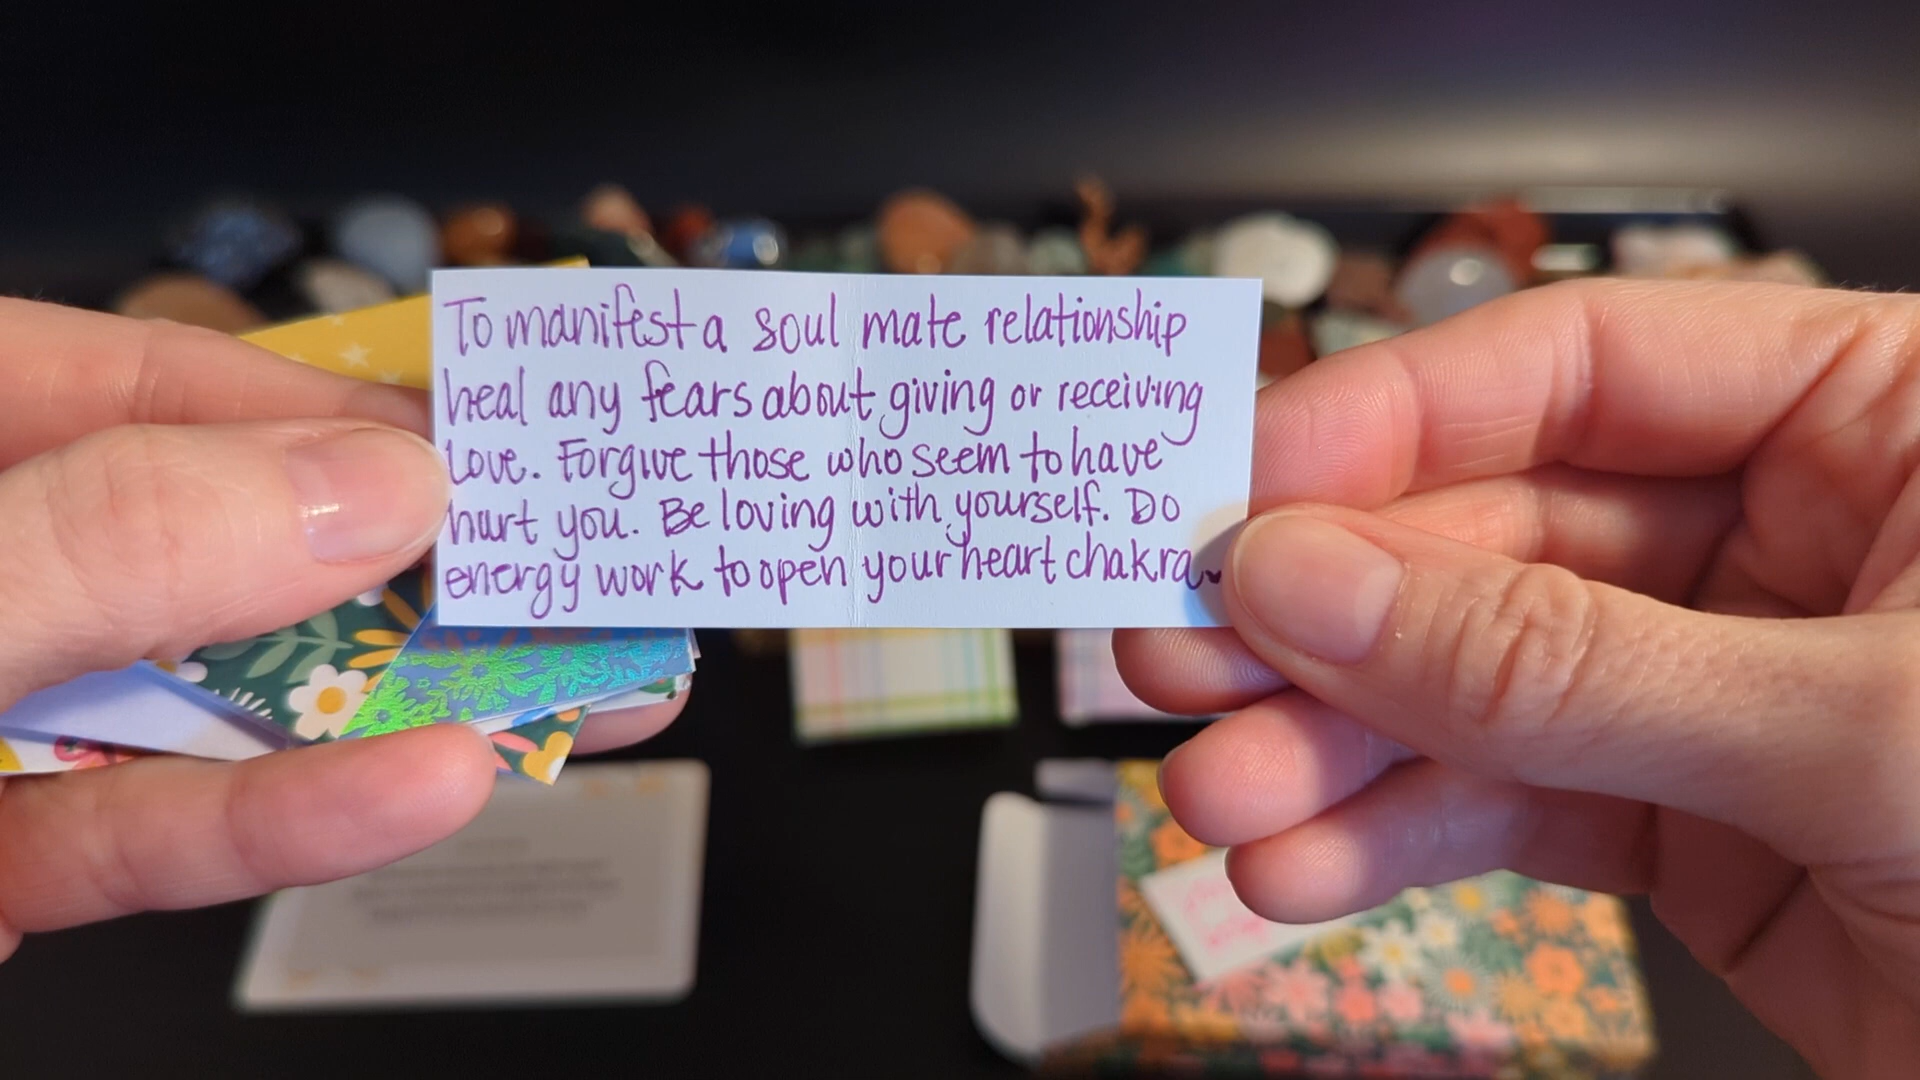 To manifest a soul mate relationship
heal any fears about giving or receiving
Love. Forgive those who seem to have
hurt you. Be loving with yourself. Do
energy work to open your heart chakra.